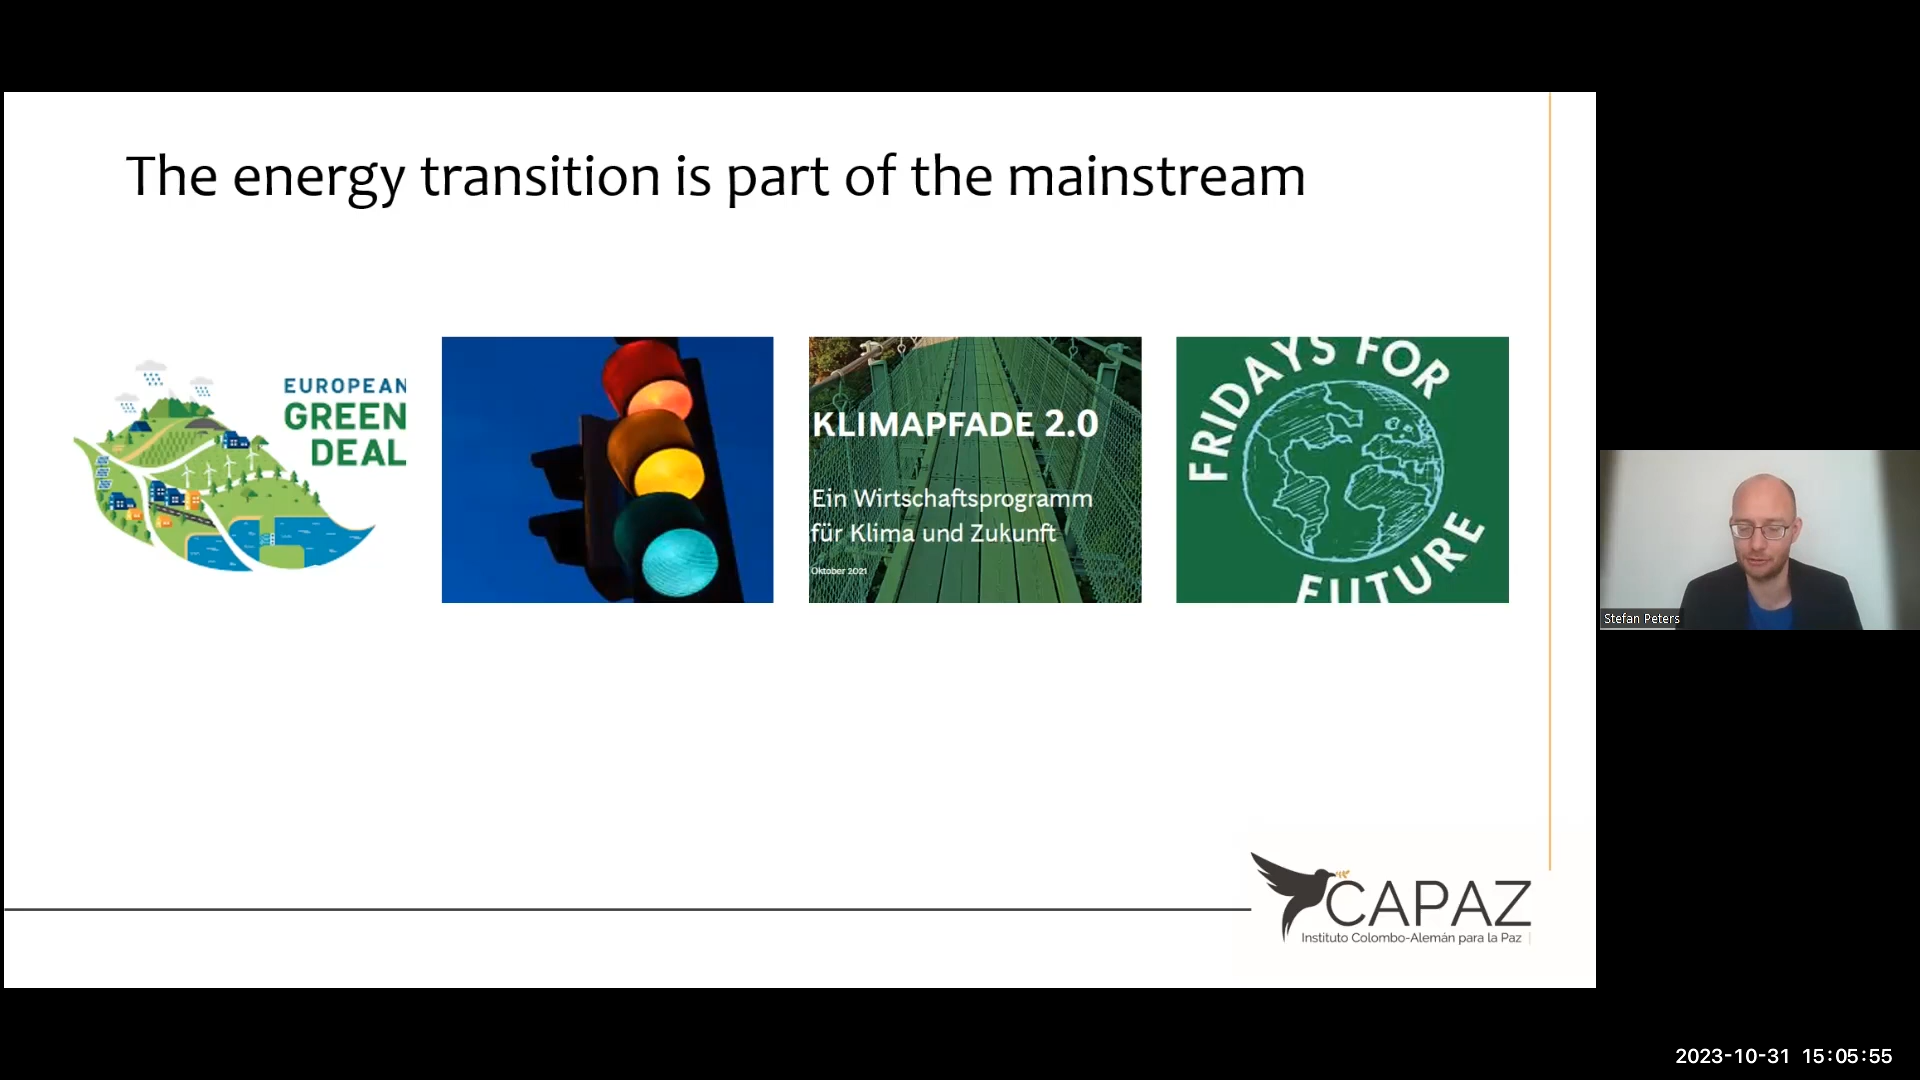 The energy transition is part of the mainstream
EUROPEAN
GREEN
DEAL
KLIMAPFADE 2.0
Ein Wirtschaftsprogramm
für Klima und Zukunft
Oktober 2021
FRIDAYS FOR
FUTURE
Stefan Peters
CAPAZ
Instituto Colombo-Alemán para la Paz
2023-10-31 15:05:55